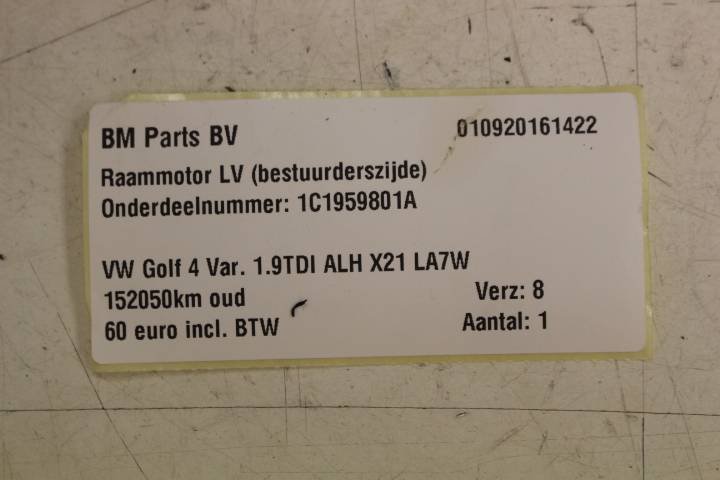 BM Parts BV 010920161422
Raammotor LV (bestuurderszijde)
Onderdeelnummer: 1C1959801A
VW Golf 4 Var. 1.9TDI ALH X21 LA7W
152050km oud Verz: 8
60 euro incl. BTW Aantal: 1